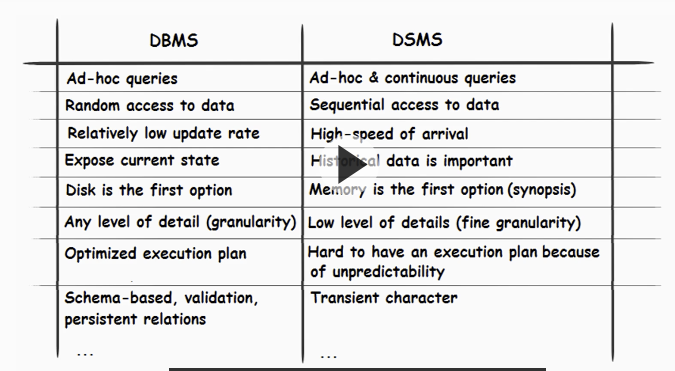 DBMS DSMS
Ad-hoc queries Ad-hoc & continuous queries
Random access to data Sequential access to data
Relatively low update rate High-speed of arrival
Expose current state Historical data is important
Disk is the first option Memory is the first option (synopsis)
Any level of detail (granularity) Low level of details (fine granularity)
Optimized execution plan Hard to have an execution plan because
of unpredictability
Schema-based, validation, Transient character
persistent relations
... ...